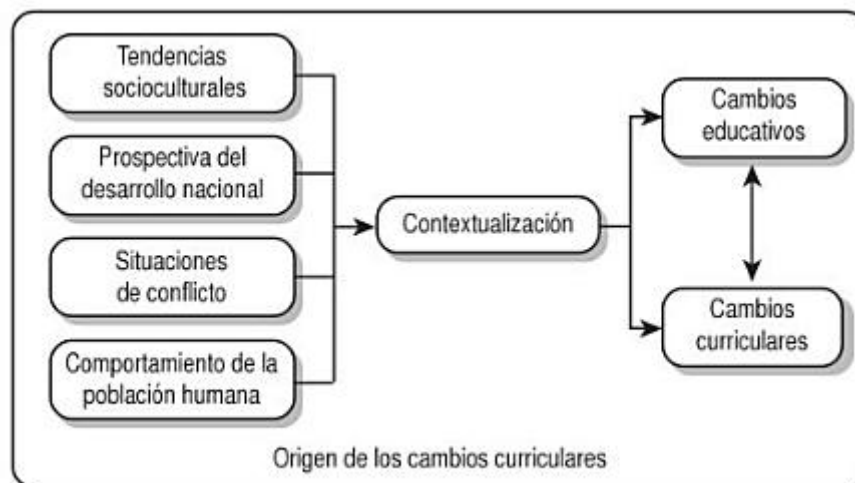 Tendencias
socioculturales
Prospectiva del
desarrollo nacional
Situaciones
de conflicto
Comportamiento de la
población humana
Contextualización
Cambios
educativos
Cambios
curriculares
Origen de los cambios curriculares